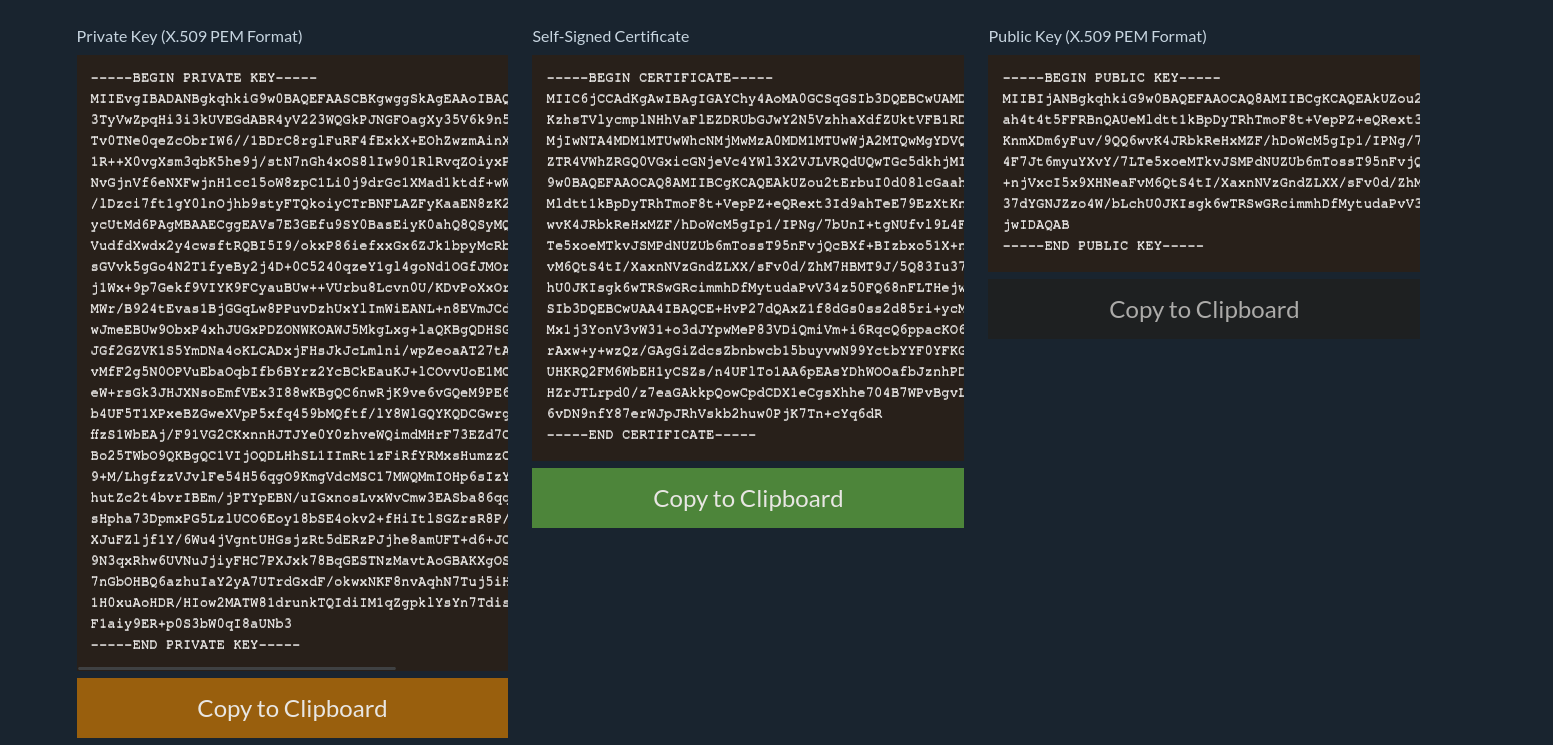 Private Key (X.509 PEM Format)
-----BEGIN PRIVATE KEY-----
MIIEvgIBADANBgkqhkiG9w0BAQEFAASCBKgwggSkAgEAAoIBAQ
3TyVwZpqHi3i3kUVEGdABR4yV223WQGkPJNGFOagXy35V6k9n5
Tv0TNe0qeZcObrIW6//1BDrC8rglFuRF4fExkX+EOhZwzmAinX
1R++X0vgXsm3qbK5he9j/stN7nGh4xOS8lIw901RlRvqZOiyxP
NvGjnVf6eNXFwjnH1cc15oW8zpC1Li0j9drGc1XMad1ktdf+wW
/lDzci7ft1gY0lnOjhb9styFTQkoiyCTrBNFLAZFyKaaEN8zK2
ycUtMd6PAgMBAAECggEAVs7E3GEfu9SY0BasEiyK0ahQ8QSyMQ
VudfdXwdx2y4cwsftRQBI5I9/okxP86iefxxGx6ZJk1bpyMcRb
sGVvk5gGo4N2T1fyeBy2j4D+0C5240qzeY1gl4goNd1OGfJMOr
j1Wx+9p7Gekf9VIYK9FCyauBUw++VUrbu8Lcvn0U/KDvPoXxOr
MWr/B924tEvas1BjGGqLw8PPuvDzhUxYlImWiEANL+n8EVmJCd
wJmeEBUw9ObxP4xhJUGxPDZONWKOAWJ5MkgLxg+laQKBgQDHSG
JGf2GZVK1S5YmDNa4oKLCADxjFHsJkJcLmlni/wpZeoaAT27tA
vMfF2g5N0OPVuEbaOqbIfb6BYrz2YcBCkEauKJ+lCOvvUoE1MC
eW+rsGk3JHJXNsoEmfVEx3I88wKBgQC6nwRjK9ve6vGQeM9PE6
b4UF5T1XPxeBZGweXVpP5xfq459bMQftf/lY8WlGQYKQDCGwrg
ffzS1WbEAj/F91VG2CKxnnHJTJYe0Y0zhveWQimdMHrF73EZd7C
Bo25TWbO9QKBgQC1VIjOQDLHhSL1IImRt1zFiRfYRMxsHumzzC
9+M/LhgfzzVJvlFe54H56qgO9KmgVdcMSC17MWQMmIOHp6sIzY
hutZc2t4bvrIBEm/jPTYpEBN/uIGxnosLvxWvCmw3EASba86qq
sHpha73DpmxPG5LzlUCO6Eoy18bSE4okv2+fHiItlSGZrsR8P/
XJuFZljf1Y/6Wu4jVgntUHGsjzRt5dERzPJjhe8amUFT+d6+JC
9N3qxRhw6UVNuJjiyFHC7PXJxk78BqGESTNzMavtAoGBAKXgOS
7nGbOHBQ6azhuIaY2yA7UTrdGxdF/okwxNKF8nvAqhN7Tuj5iH
1H0xuAoHDR/HIow2MATW81drunkTQIdiIM1qZgpklYsYn7Tdis
F1aiy9ER+p0S3bW0qI8aUNb3
-----END PRIVATE KEY-----
Copy to Clipboard
Self-Signed Certificate
-----BEGIN CERTIFICATE-----
MIIC6jCCAdKgAwIBAgIGAYChy4AoMA0GCSqGSIb3DQEBCwUAMD
KzhsTVlycmplNHhVaFlEZDRUbGJwY2N5VzhhaXdfZUktVFB1RD
MjIwNTA4MDM1MTUwWhcNMjMwMzA0MDM1MTUwWjA2MTQwMgYDVQ
ZTR4VWhZRGQ0VGxicGNjeVc4YWl3X2VJLVRQdUQwTGc5dkhjMI
9w0BAQEFAAOCAQ8AMIIBCgKCAQEAkUZou2tErbuI0d08lcGaah
Mldtt1kBpDyTRhTmoF8t+VepPZ+eQRext3Id9ahTeE79EzXtKn
wvK4JRbkReHxMZF/hDoWcM5gIp1/IPNg/7bUnI+tgNUfvl9L4F
Te5xoeMTkvJSMPdNUZUb6mTossT95nFvjQcBXf+BIzbxo51X+n
vM6QtS4tI/XaxnNVzGndZLXX/sFv0d/ZhM7HBMT9J/5Q83Iu37
hU0JKIsgk6wTRSwGRcimmhDfMytudaPvV34z50FQ68nFLTHejw
SIb3DQEBCwUAA4IBAQCE+HvP27dQAxZ1f8dGs0ss2d85ri+ycM
Mx1j3YonV3vW31+o3dJYpwMeP83VDiQmiVm+i6RqcQ6ppacKO6
rAxw+y+wzQz/GAgGiZdcsZbnbwcb15buyvwN99YctbYYF0YFKG
UHKRQ2FM6WbEH1yCSZs/n4UFlTo1AA6pEAsYDhWOOafbJznhPD
HZrJTLrpd0/z7eaGAkkpQowCpdCDX1eCgsXhhe704B7WPvBgvL
6vDN9nfY87erWJpJRhVskb2huw0PjK7Tn+cYq6dR
-----END CERTIFICATE-----
Copy to Clipboard
Public Key (X.509 PEM Format)
-----BEGIN PUBLIC KEY-----
MIIBIjANBgkqhkiG9w0BAQEFAAOCAQ8AMIIBCgKCAQEAkUZou2
ah4t4t5FFRBnQAUeMldtt1kBpDyTRhTmoF8t+VepPZ+eQRext3
KnmXDm6yFuv/9QQ6wvK4JRbkReHxMZF/hDoWcM5gIp1/IPNg/7
4F7Jt6myuYXvY/7LTe5xoeMTkvJSMPdNUZUb6mTossT95nFvjQ
+njVxcI5x9XHNeaFvM6QtS4tI/XaxnNVzGndZLXX/sFv0d/ZhM
37dYGNJZzo4W/bLchU0JKIsgk6wTRSwGRcimmhDfMytudaPvV3
jwIDAQAB
-----END PUBLIC KEY-----
Copy to Clipboard